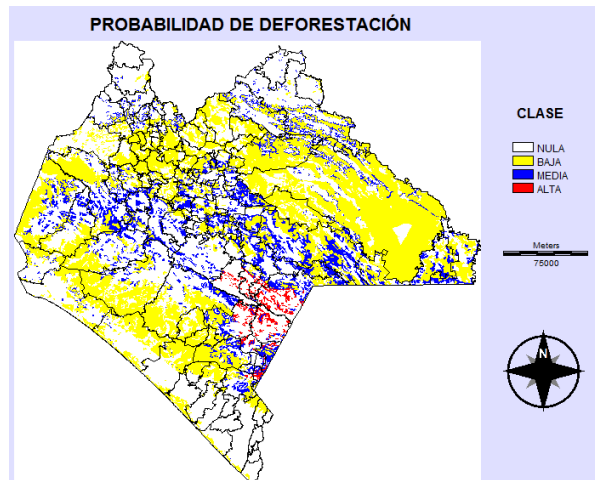 PROBABILIDAD DE DEFORESTACIÓN
CLASE
NULA
BAJA
MEDIA
ALTA
Meters
75000
N